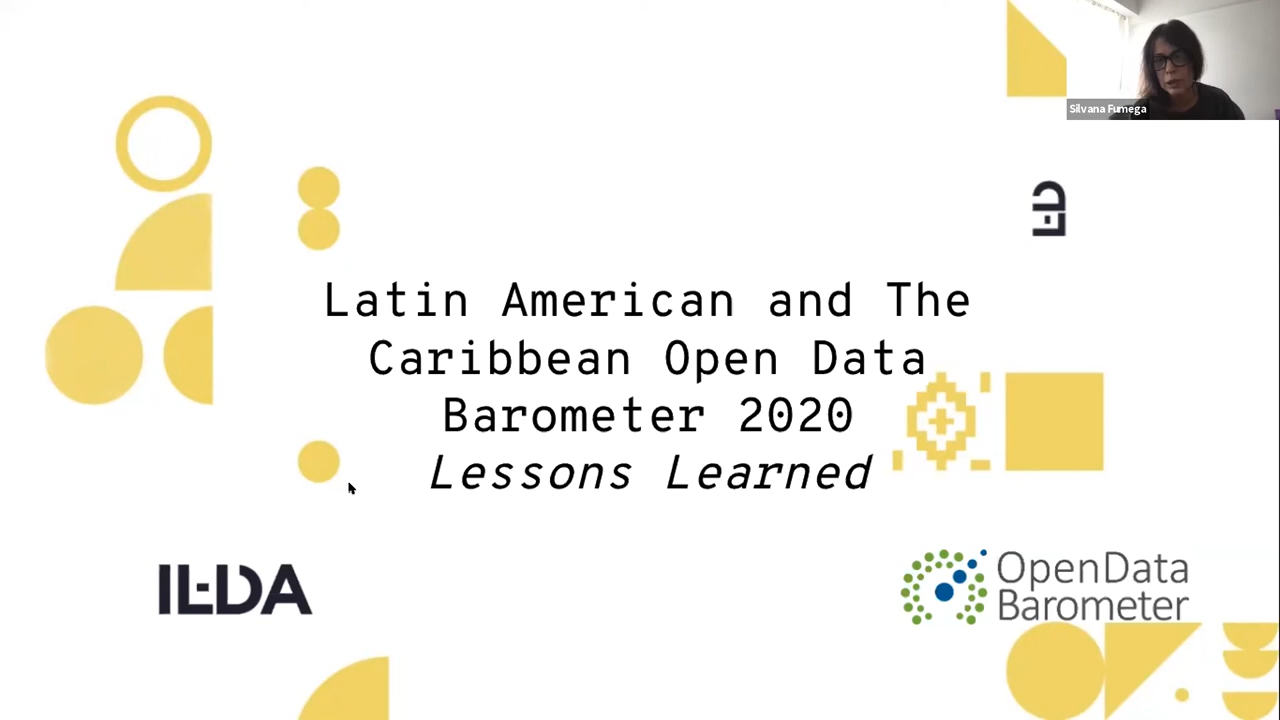 Silvana Fumega
Latin American and The
Caribbean Open Data
Barometer 2020
Lessons Learned
ILDA
OpenData
Barometer